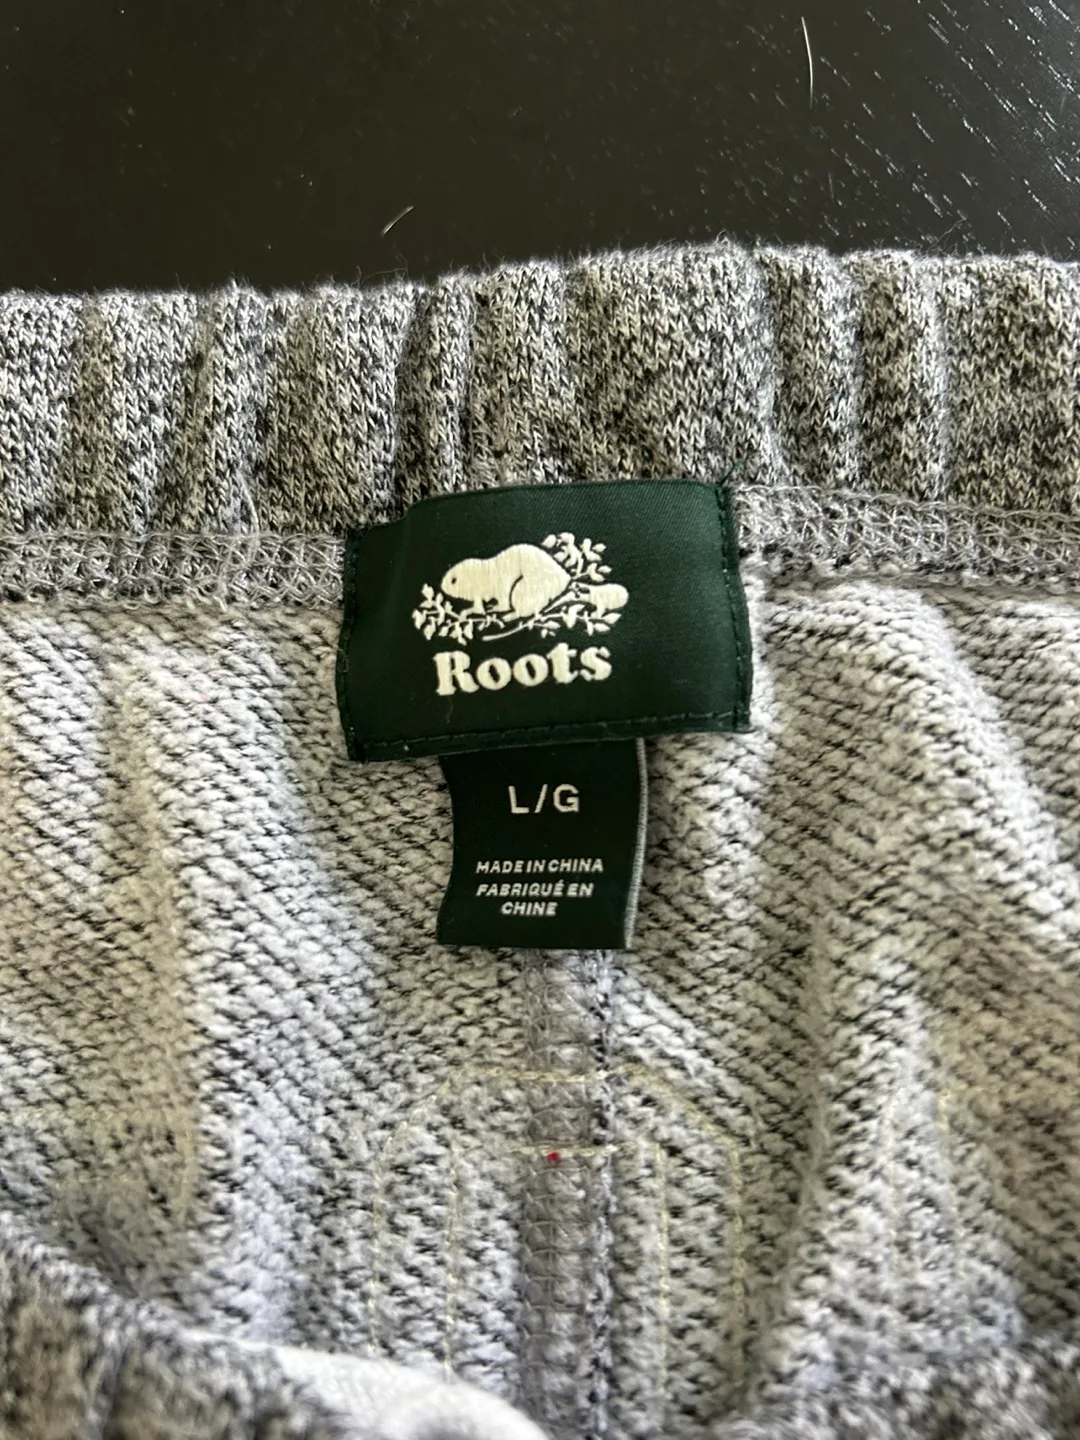 Roots
L/G
MADE IN CHINA
FABRIQUÉ EN
CHINE